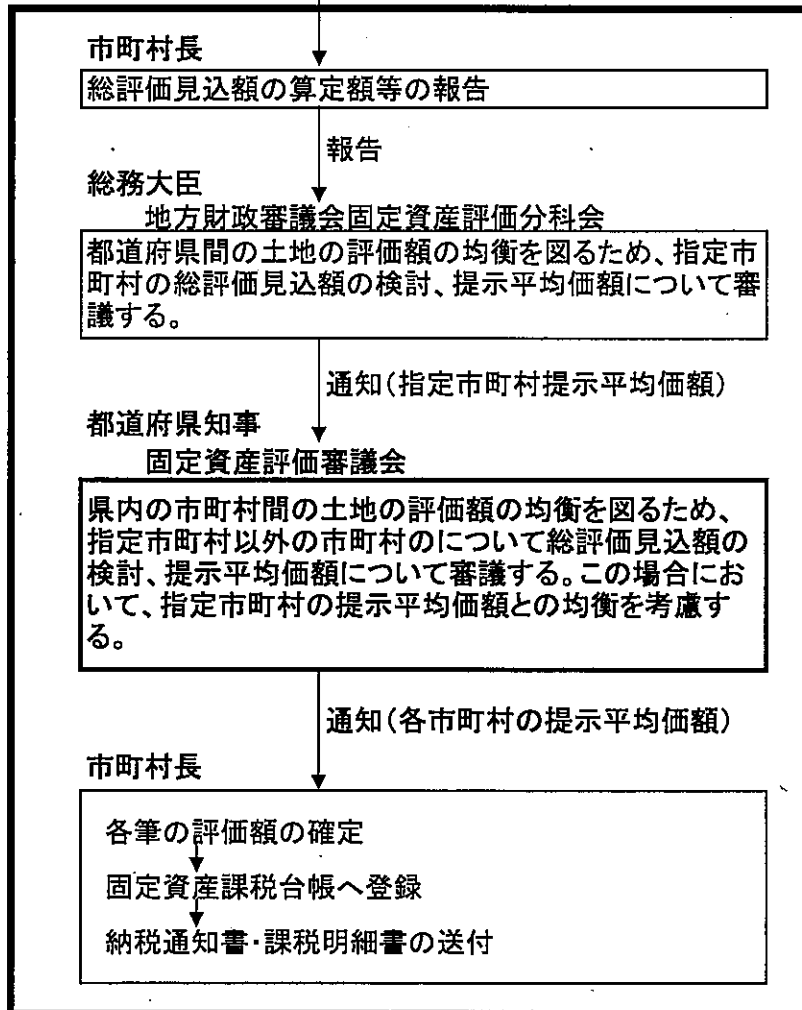 市町村長
総評価見込額の算定額等の報告
報告
総務大臣
地方財政審議会固定資産評価分科会
都道府県間の土地の評価額の均衡を図るため、指定市
町村の総評価見込額の検討、提示平均価額について審
議する。
通知(指定市町村提示平均価額)
都道府県知事
固定資産評価審議会
県内の市町村間の土地の評価額の均衡を図るため、
指定市町村以外の市町村のについて総評価見込額の
検討、提示平均価額について審議する。この場合にお
いて、指定市町村の提示平均価額との均衡を考慮す
る。
通知(各市町村の提示平均価額)
市町村長
各筆の評価額の確定
固定資産課税台帳へ登録
納税通知書・課税明細書の送付